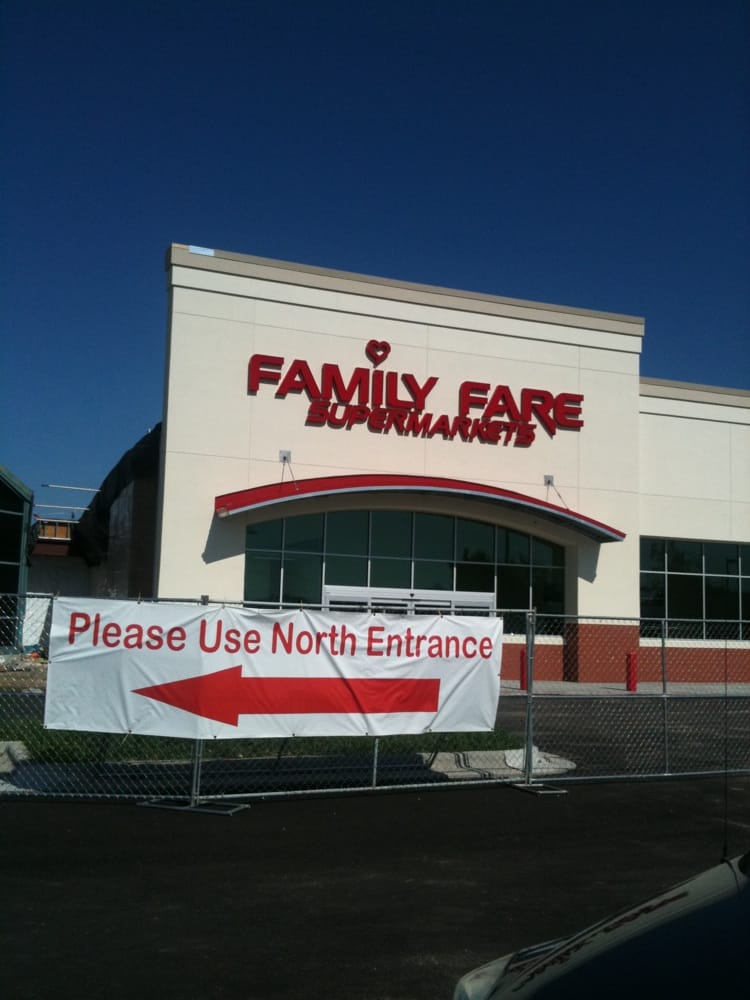 FAMILY FARE
SUPERMARKETS
Please Use North Entrance